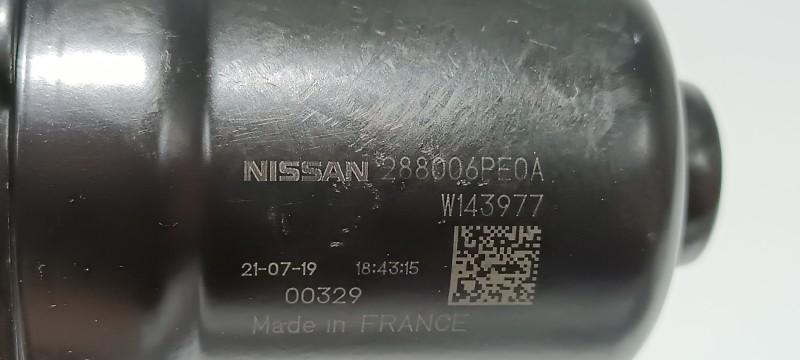 NISSAN 288006PE0A
W143977
21-07-19 18:43:15
00329
Made in FRANCE